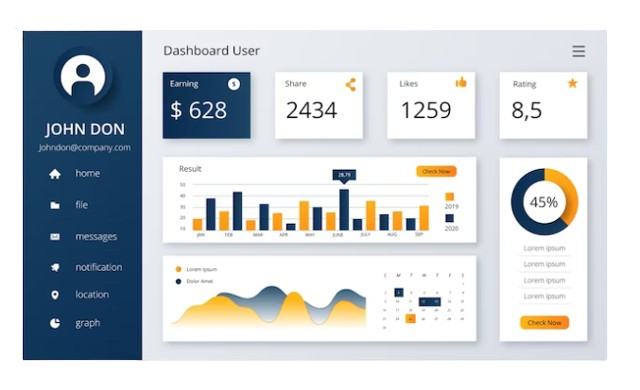 JOHN DON
Johndon@company.com
home
file
messages
notification
location
graph
Dashboard User
Earning
$
$ 628
Share
2434
Likes
1259
Rating
8,5
Result
28,79
Check Now
50
40
30
20
10
JAN FEB MAR APR MAY JUNE JULY AUG SEP
2019
2020
45%
Lorem ipsum
Lorem ipsum
Lorem ipsum
Lorem ipsum
Check Now
Lorem ipsum
Dolor Amet
S M T W T F S